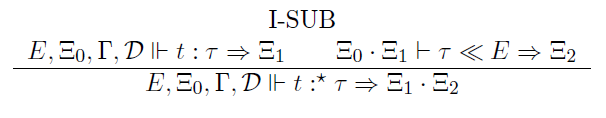 I-SUB
E, Ξ₀, Γ, 𝒟 ⊩ t : τ ⇒ Ξ₁ Ξ₀ · Ξ₁ ⊢ τ ≪ E ⇒ Ξ₂
E, Ξ₀, Γ, 𝒟 ⊩ t :* τ ⇒ Ξ₁ · Ξ₂